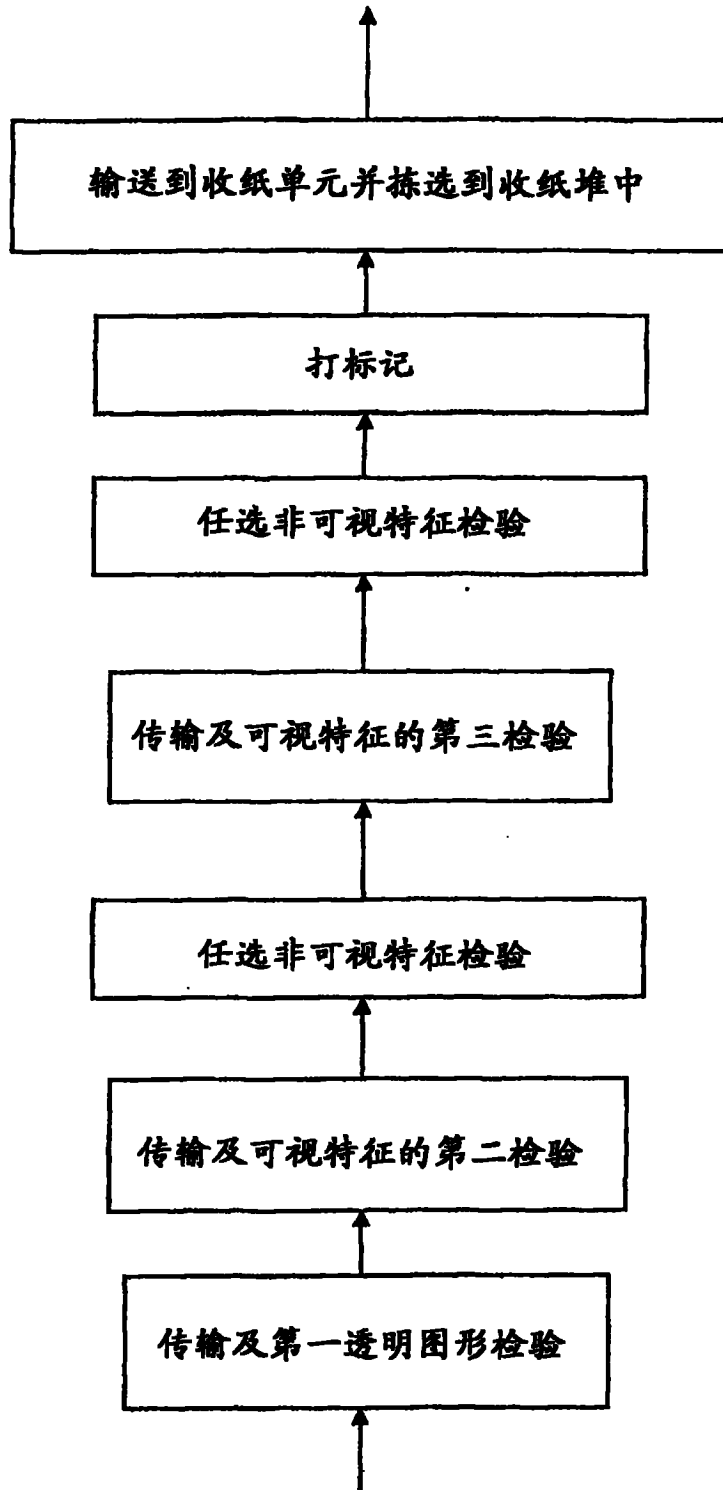 输送到收纸单元并拣选到收纸堆中
打标记
任选非可视特征检验
传输及可视特征的第三检验
任选非可视特征检验
传输及可视特征的第二检验
传输及第一透明图形检验